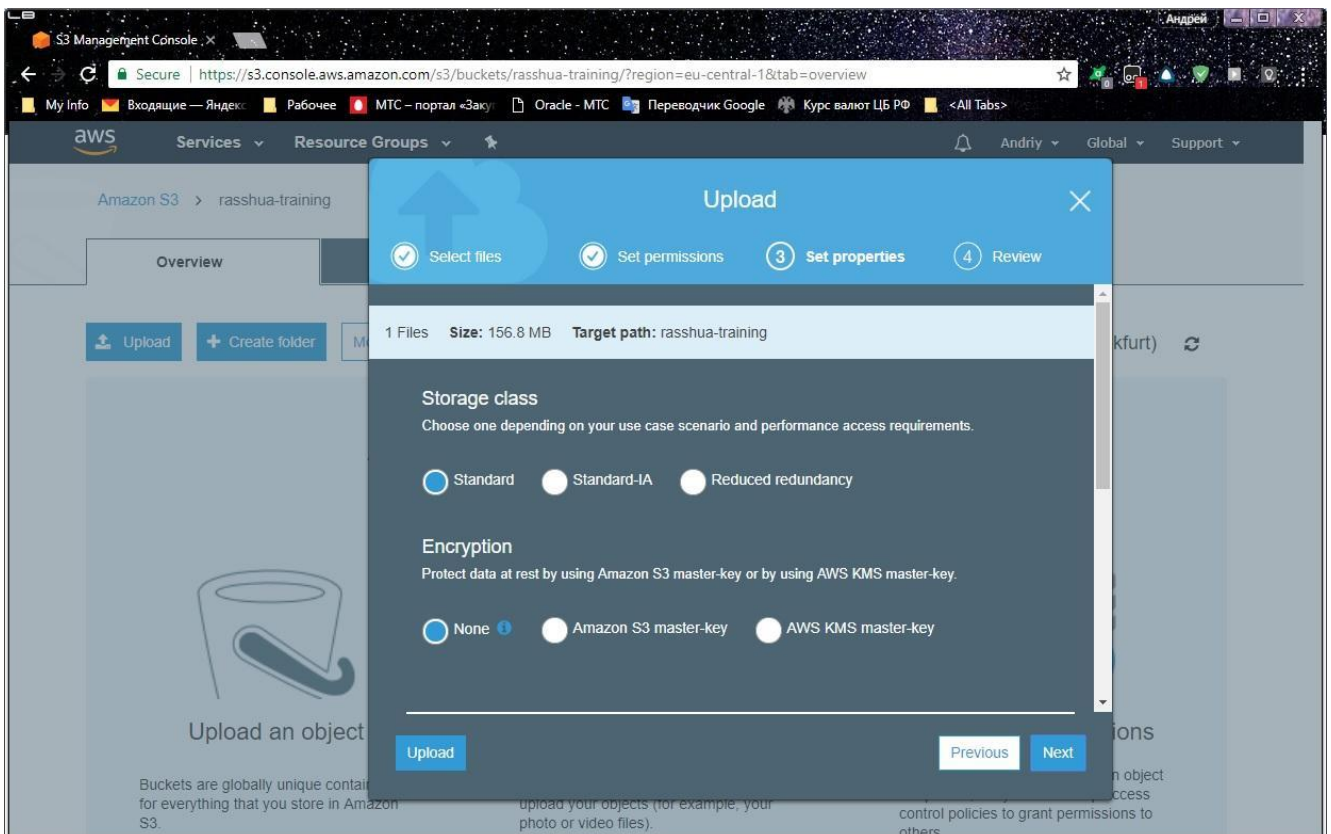 Андрей
S3 Management Console
Secure | https://s3.console.aws.amazon.com/s3/buckets/rasshua-training/?region=eu-central-1&tab=overview
My Info Входящие — Яндекс Рабочее МТС – портал «Заку Oracle - МТС Переводчик Google Курс валют ЦБ РФ <All Tabs>
aws Services Resource Groups Andriy Global Support
Amazon S3 > rasshua-training
Upload
Select files Set permissions 3 Set properties 4 Review
Overview
1 Files Size: 156.8 MB Target path: rasshua-training
Upload Create folder kfurt)
Storage class
Choose one depending on your use case scenario and performance access requirements.
Standard Standard-IA Reduced redundancy
Encryption
Protect data at rest by using Amazon S3 master-key or by using AWS KMS master-key.
None Amazon S3 master-key AWS KMS master-key
Upload an object ions
Upload Previous Next
Buckets are globally unique contai n object
for everything that you store in Amazon upload your objects (for example, your ccess
S3. photo or video files). control policies to grant permissions to
others